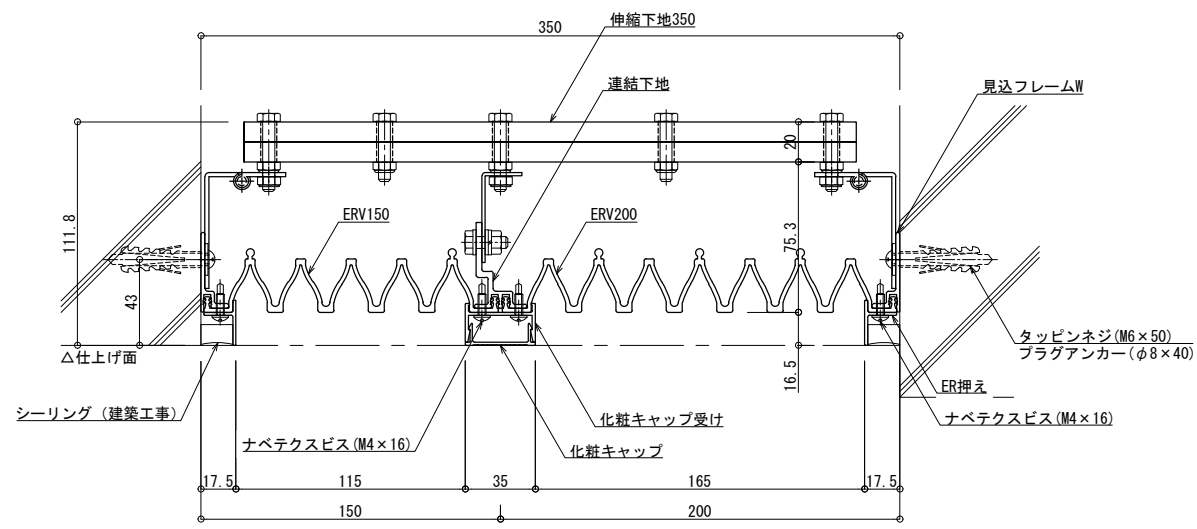 伸縮下地350
350
連結下地
見込フレームW
20
ERV150
ERV200
111.8
75.3
43
△仕上げ面
16.5
タッピンネジ(M6×50)
プラグアンカー(φ8×40)
ER押え
シーリング（建築工事）
ナベテクスビス(M4×16)
化粧キャップ受け
化粧キャップ
ナベテクスビス(M4×16)
17.5
115
35
165
17.5
150
200